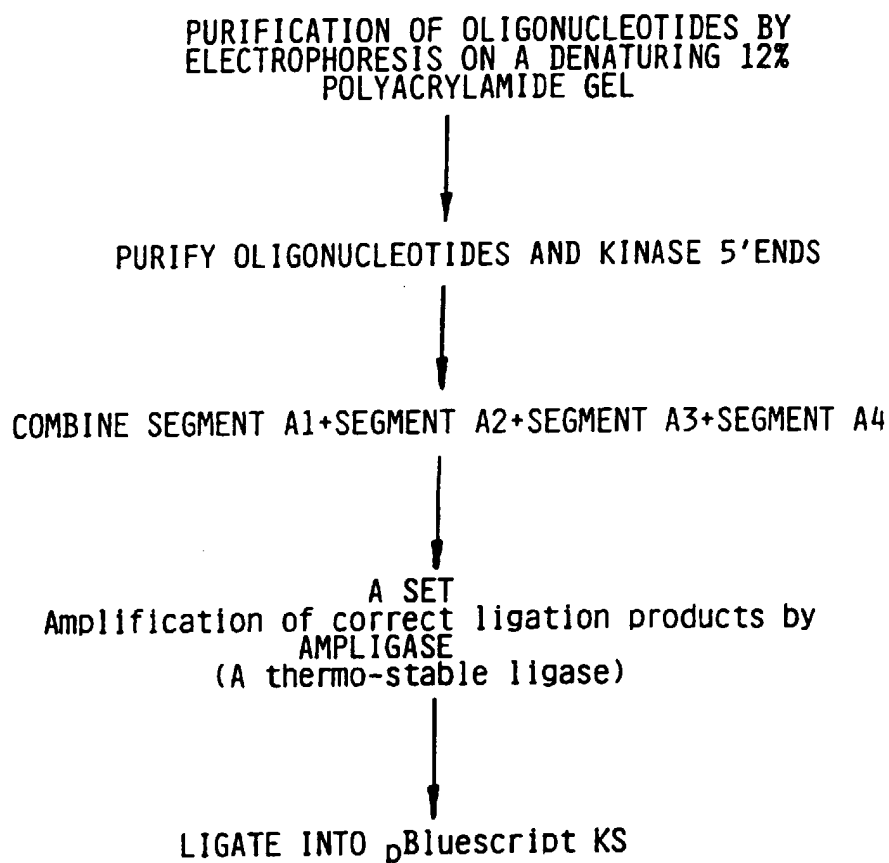 PURIFICATION OF OLIGONUCLEOTIDES BY
ELECTROPHORESIS ON A DENATURING 12%
POLYACRYLAMIDE GEL
PURIFY OLIGONUCLEOTIDES AND KINASE 5'ENDS
COMBINE SEGMENT A1+SEGMENT A2+SEGMENT A3+SEGMENT A4
A SET
Amplification of correct ligation products by
AMPLIGASE
(A thermo-stable ligase)
LIGATE INTO pBluescript KS